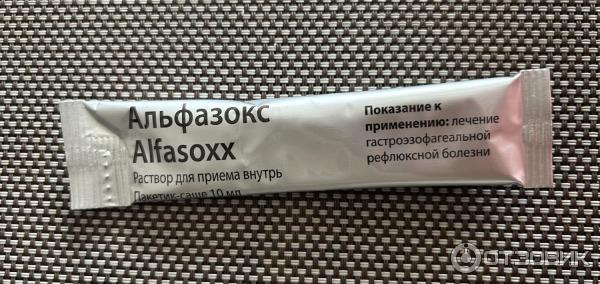 Альфазокс
Alfasoxx
Раствор для приема внутрь
Пакетик-саше 10 мл
Показание к
применению: лечение
гастроэзофагеальной
рефлюксной болезни
ОТЗОВИК